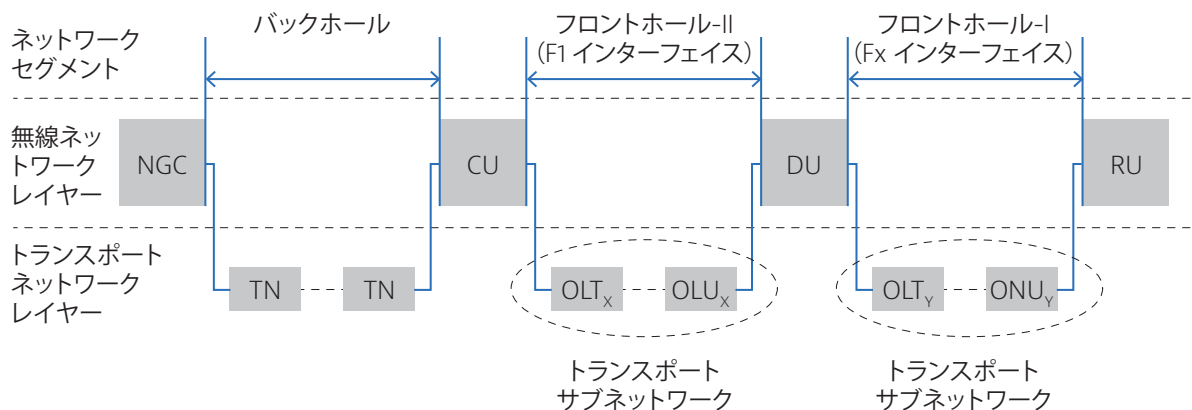 ネットワーク
セグメント
バックホール
フロントホール-II
(F1 インターフェイス)
フロントホール-I
(Fx インターフェイス)
無線ネッ
トワーク
レイヤー
NGC
CU
DU
RU
トランスポート
ネットワーク
レイヤー
TN
TN
OLTX
OLUX
OLTY
ONUY
トランスポート
サブネットワーク
トランスポート
サブネットワーク